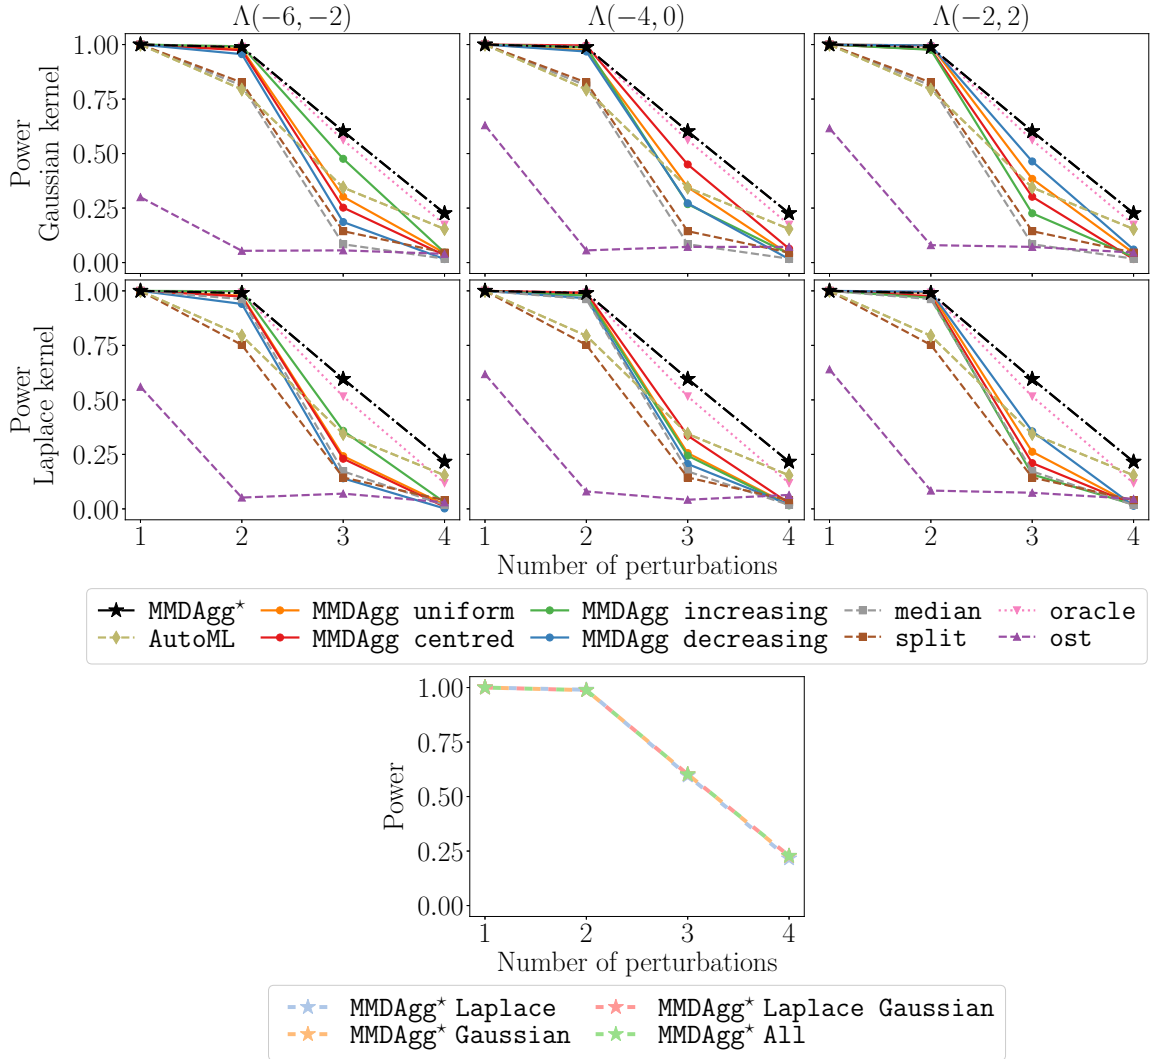 Λ(−6, −2) Λ(−4, 0) Λ(−2, 2)
Power
Gaussian kernel
1.00
0.75
0.50
0.25
0.00
Power
Laplace kernel
1.00
0.75
0.50
0.25
0.00
1 2 3 4 1 2 3 4 1 2 3 4
Number of perturbations
MMDAgg⋆ MMDAgg uniform MMDAgg increasing median oracle
AutoML MMDAgg centred MMDAgg decreasing split ost
Power
1.00
0.75
0.50
0.25
0.00
1 2 3 4
Number of perturbations
MMDAgg⋆ Laplace MMDAgg⋆ Laplace Gaussian
MMDAgg⋆ Gaussian MMDAgg⋆ All